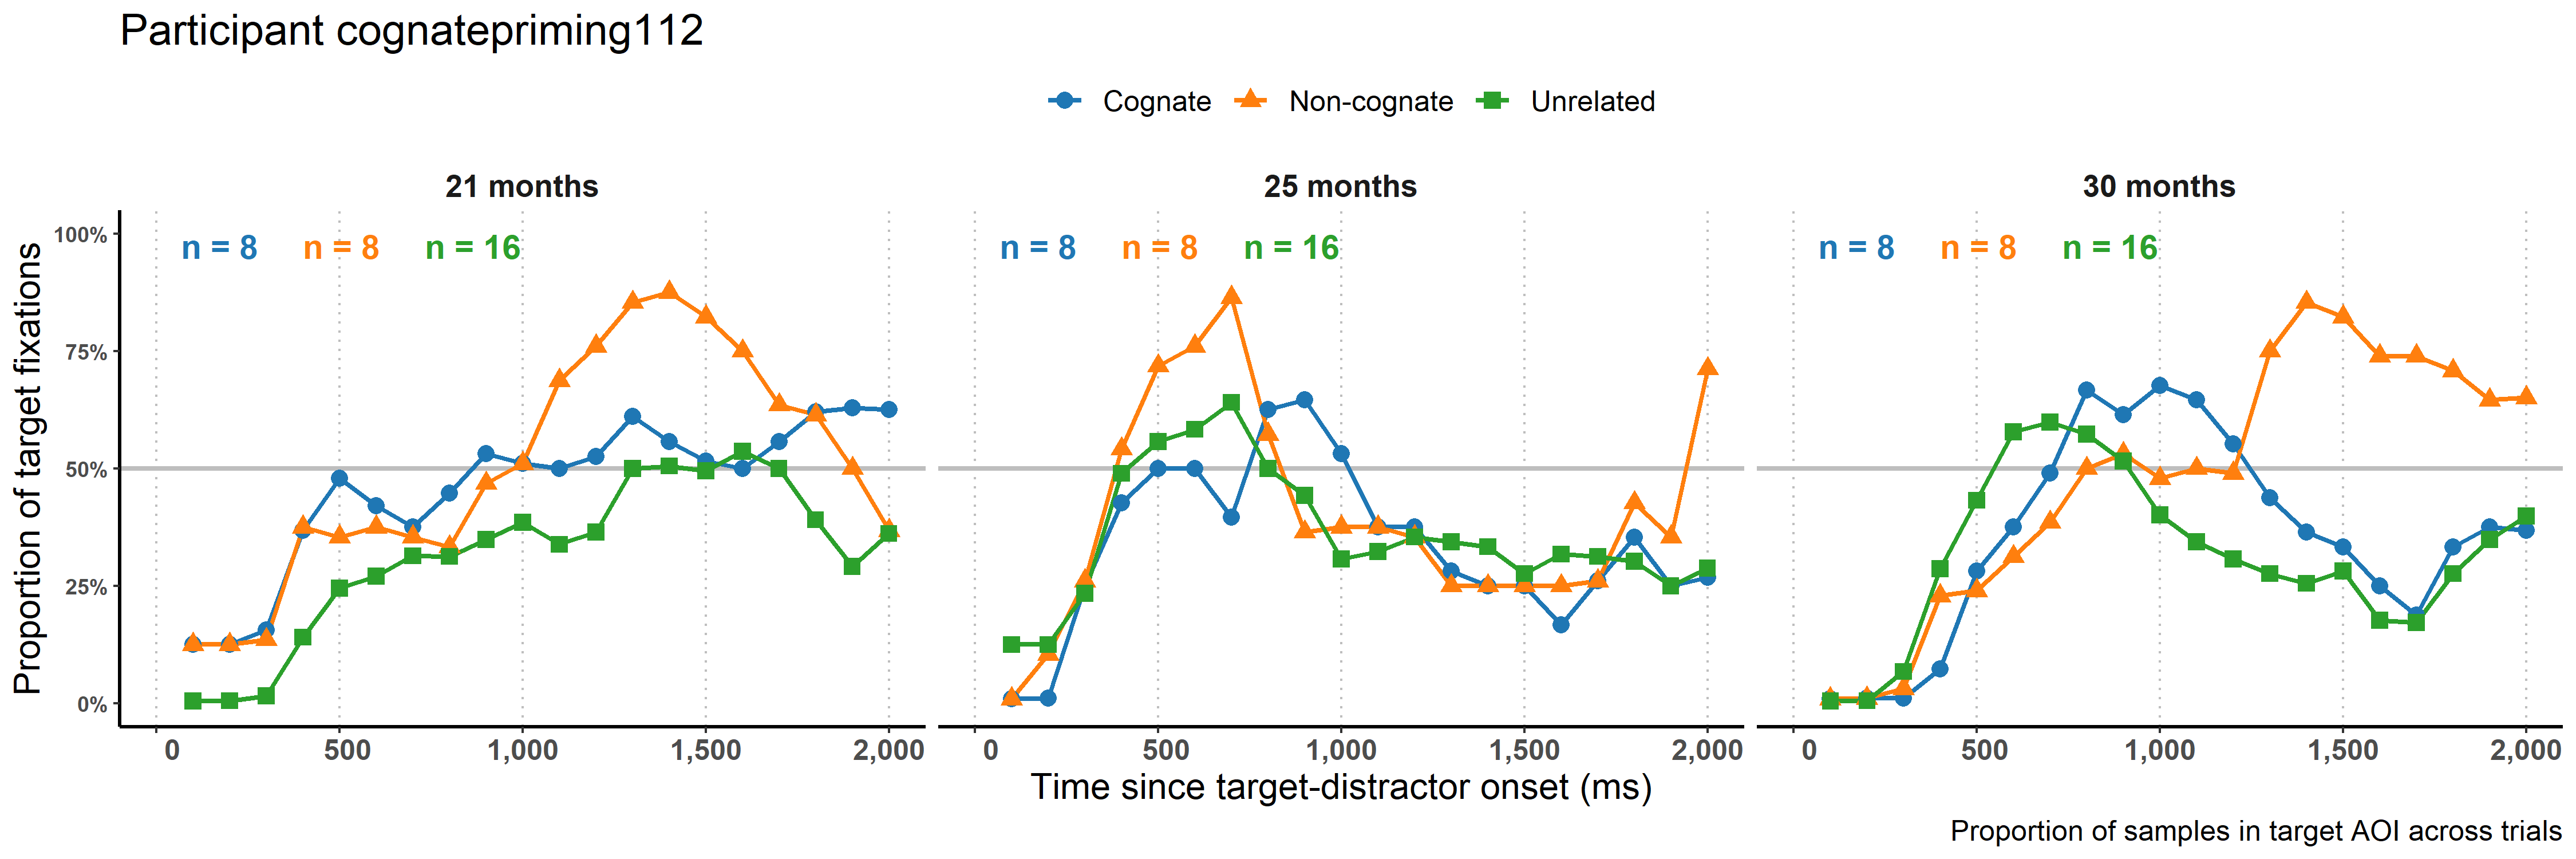 Participant cognatepriming112
Cognate Non-cognate Unrelated
21 months 25 months 30 months
n = 8 n = 8 n = 16 n = 8 n = 8 n = 16 n = 8 n = 8 n = 16
Proportion of target fixations
100%
75%
50%
25%
0%
0 500 1,000 1,500 2,000 0 500 1,000 1,500 2,000 0 500 1,000 1,500 2,000
Time since target-distractor onset (ms)
Proportion of samples in target AOI across trials